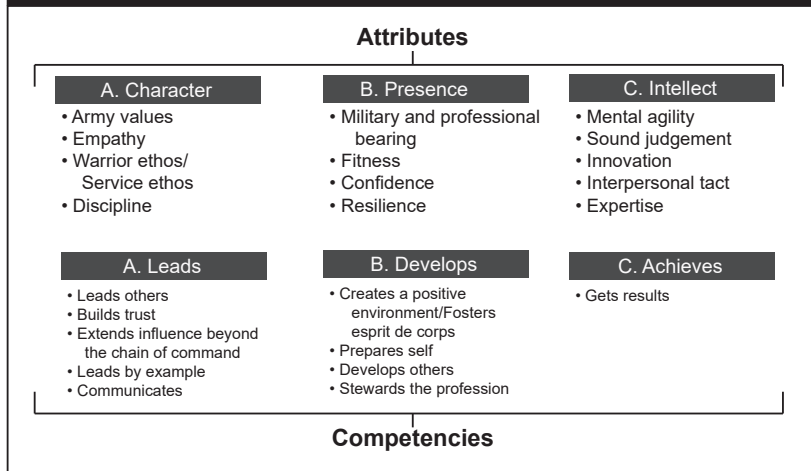 Attributes
A. Character
• Army values
• Empathy
• Warrior ethos/
Service ethos
• Discipline
B. Presence
• Military and professional
bearing
• Fitness
• Confidence
• Resilience
C. Intellect
• Mental agility
• Sound judgement
• Innovation
• Interpersonal tact
• Expertise
A. Leads
• Leads others
• Builds trust
• Extends influence beyond
the chain of command
• Leads by example
• Communicates
B. Develops
• Creates a positive
environment/Fosters
esprit de corps
• Prepares self
• Develops others
• Stewards the profession
C. Achieves
• Gets results
Competencies